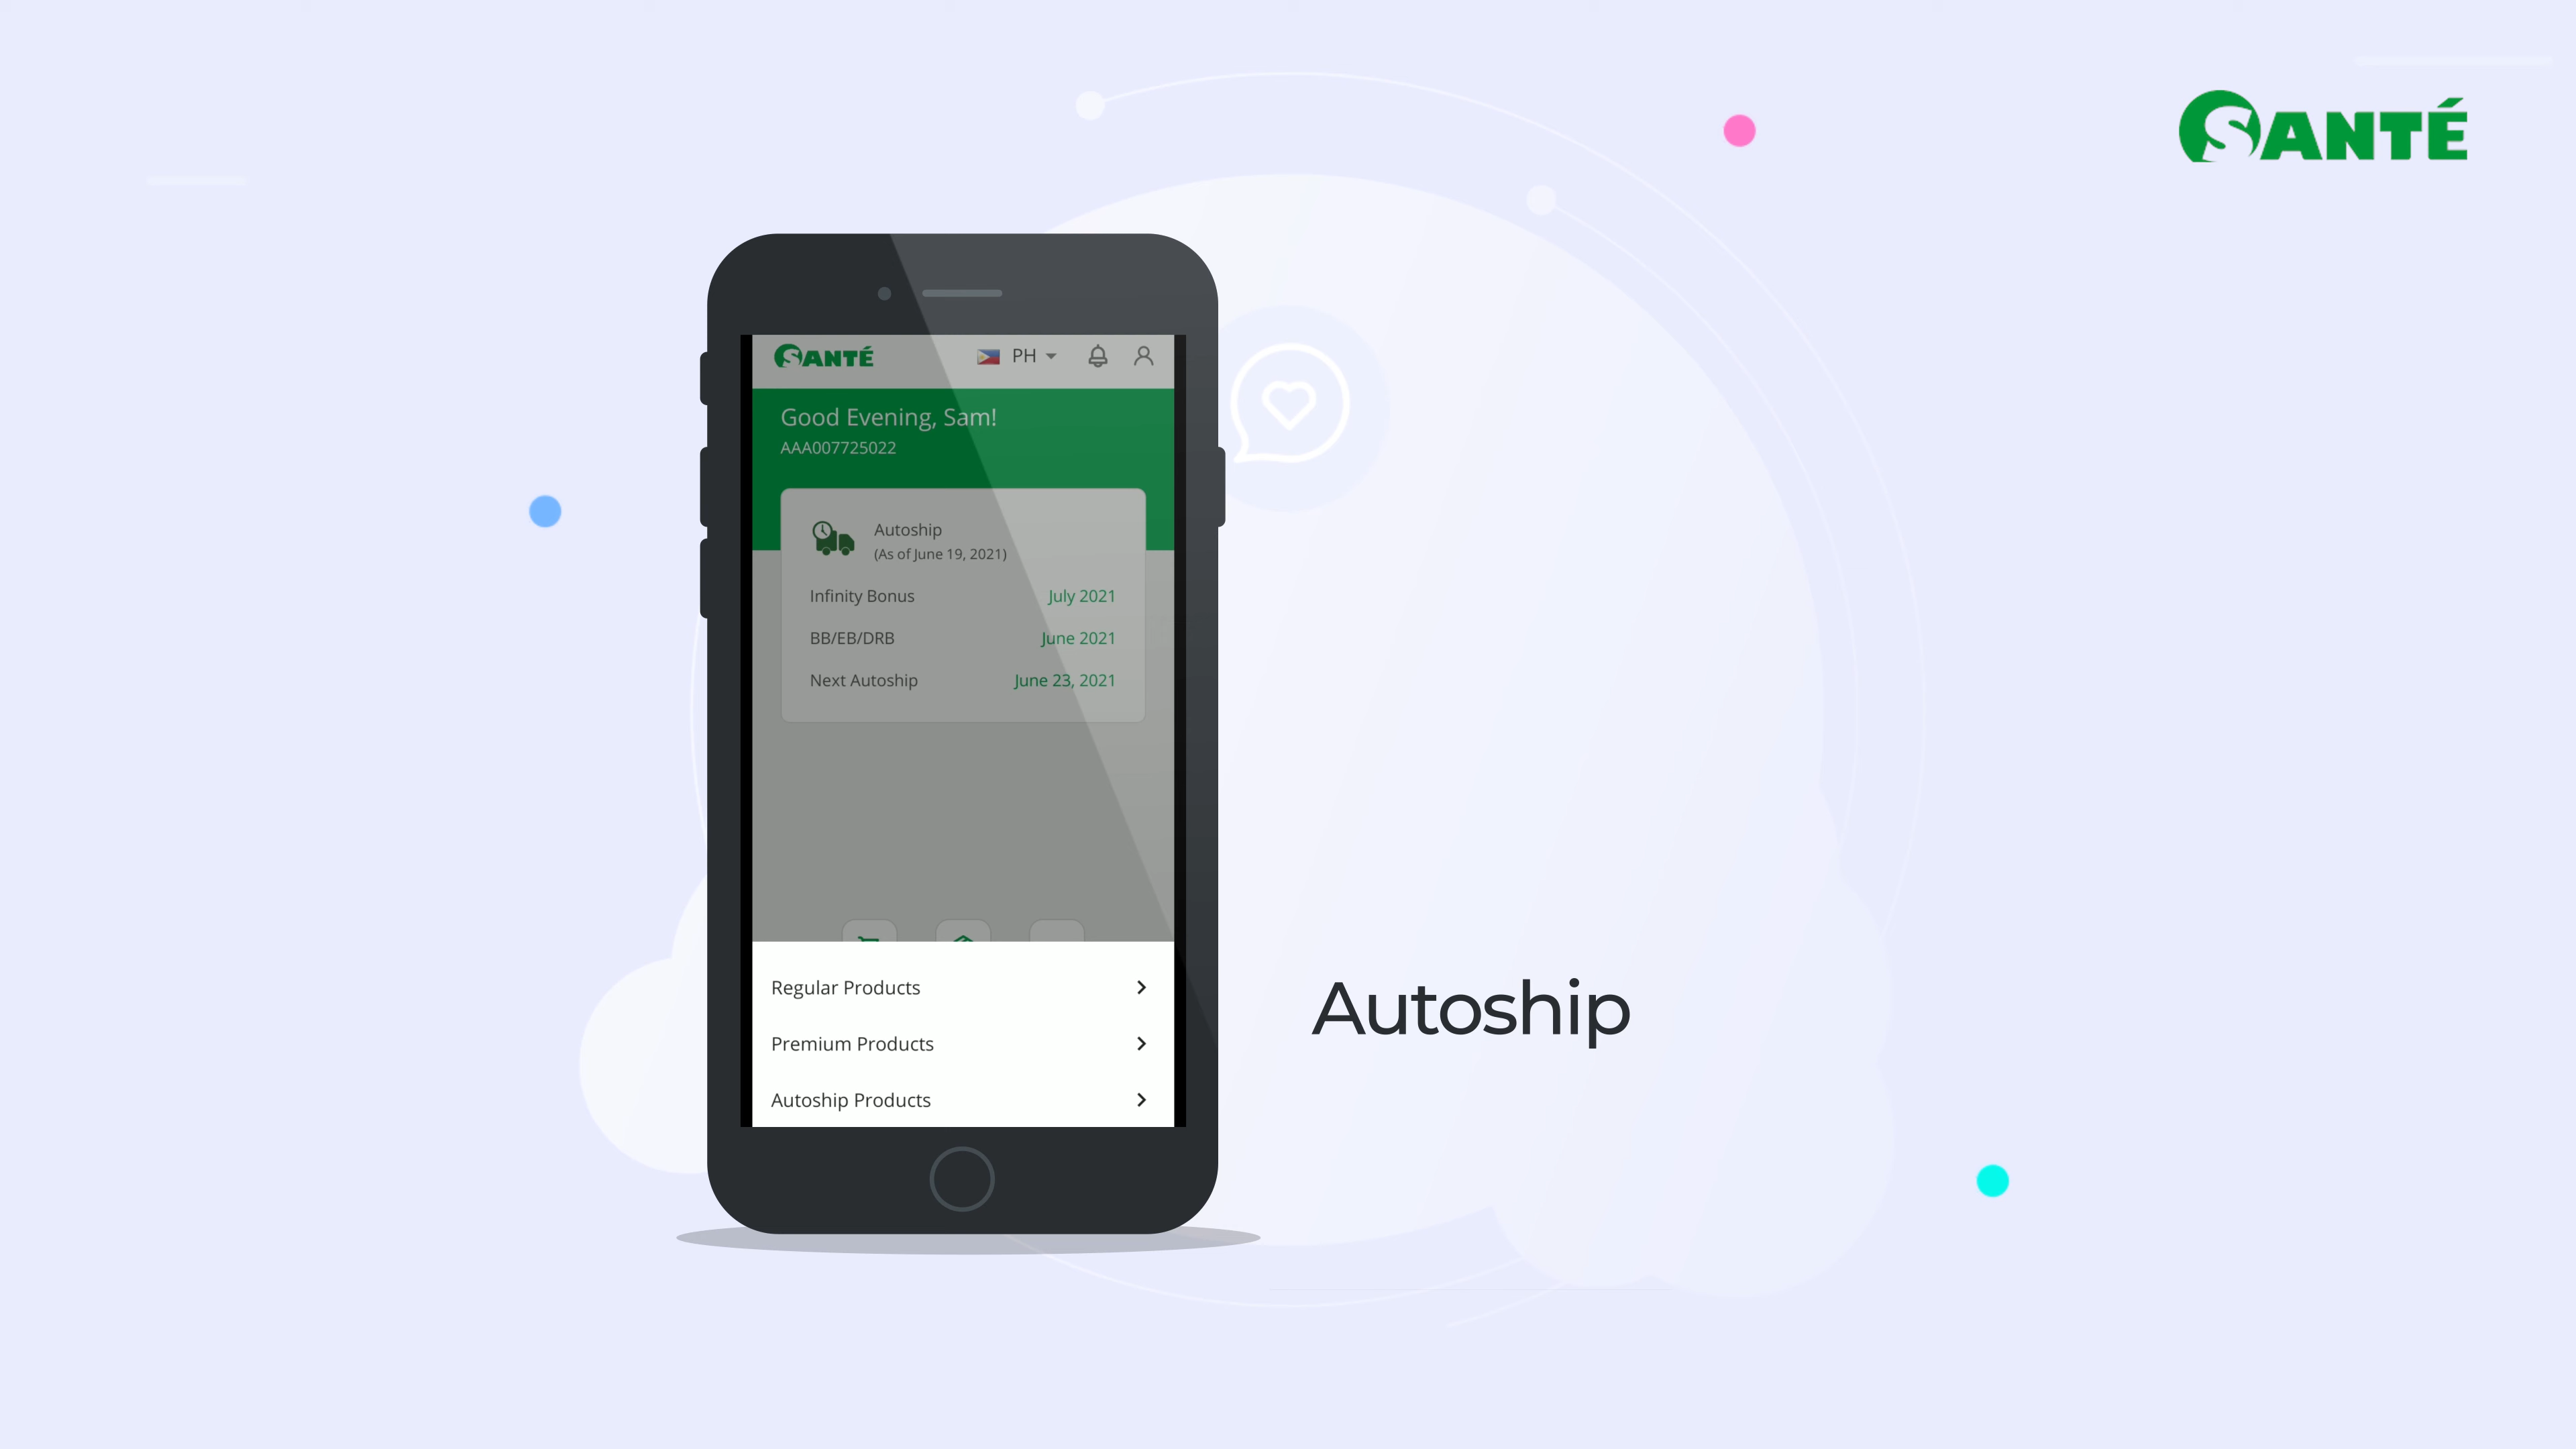 SANTÉ
SANTÉ
PH
Good Evening, Sam!
AAA007725022
Autoship
(As of June 19, 2021)
Infinity Bonus July 2021
BB/EB/DRB June 2021
Next Autoship June 23, 2021
Regular Products
Premium Products
Autoship Products
Autoship